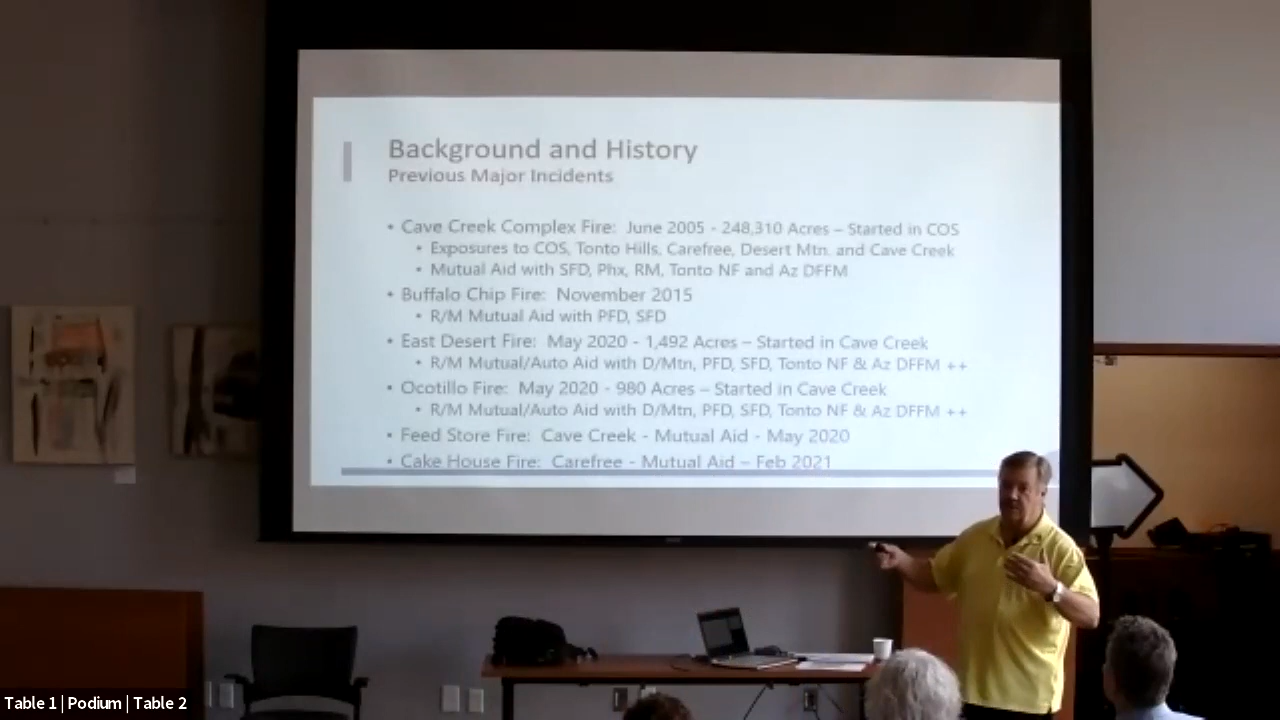 Background and History
Previous Major Incidents
• Cave Creek Complex Fire: June 2005 - 248,310 Acres – Started in COS
• Exposures to COS, Tonto Hills, Carefree, Desert Mtn. and Cave Creek
• Mutual Aid with SFD, Phx, RM, Tonto NF and Az DFFM
• Buffalo Chip Fire: November 2015
• R/M Mutual Aid with PFD, SFD
• East Desert Fire: May 2020 - 1,492 Acres – Started in Cave Creek
• R/M Mutual/Auto Aid with D/Mtn, PFD, SFD, Tonto NF & Az DFFM ++
• Ocotillo Fire: May 2020 - 980 Acres – Started in Cave Creek
• R/M Mutual/Auto Aid with D/Mtn, PFD, SFD, Tonto NF & Az DFFM ++
• Feed Store Fire: Cave Creek - Mutual Aid - May 2020
• Cake House Fire: Carefree - Mutual Aid – Feb 2021
Table 1 | Podium | Table 2